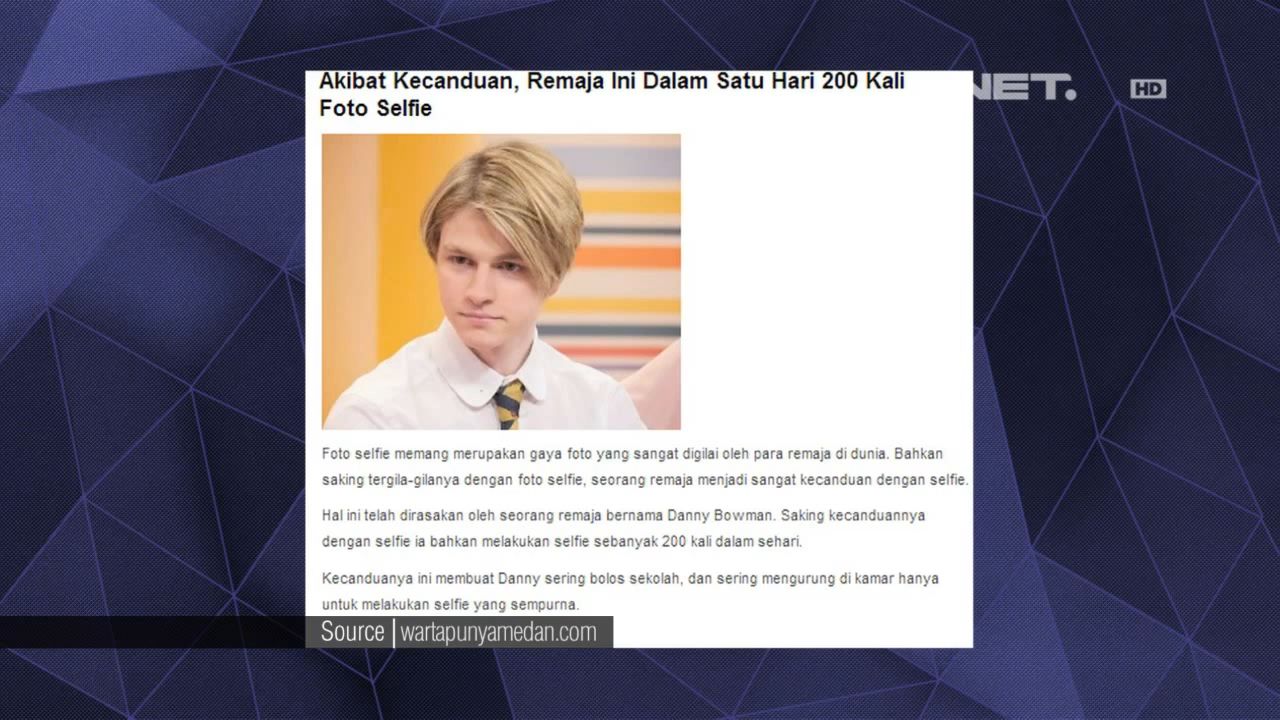 Akibat Kecanduan, Remaja Ini Dalam Satu Hari 200 Kali
Foto Selfie
NET.
HD
Foto selfie memang merupakan gaya foto yang sangat digilai oleh para remaja di dunia. Bahkan
saking tergila-gilanya dengan foto selfie, seorang remaja menjadi sangat kecanduan dengan selfie.
Hal ini telah dirasakan oleh seorang remaja bernama Danny Bowman. Saking kecanduannya
dengan selfie ia bahkan melakukan selfie sebanyak 200 kali dalam sehari.
Kecanduanya ini membuat Danny sering bolos sekolah, dan sering mengurung di kamar hanya
untuk melakukan selfie yang sempurna.
Source | wartapunyamedan.com